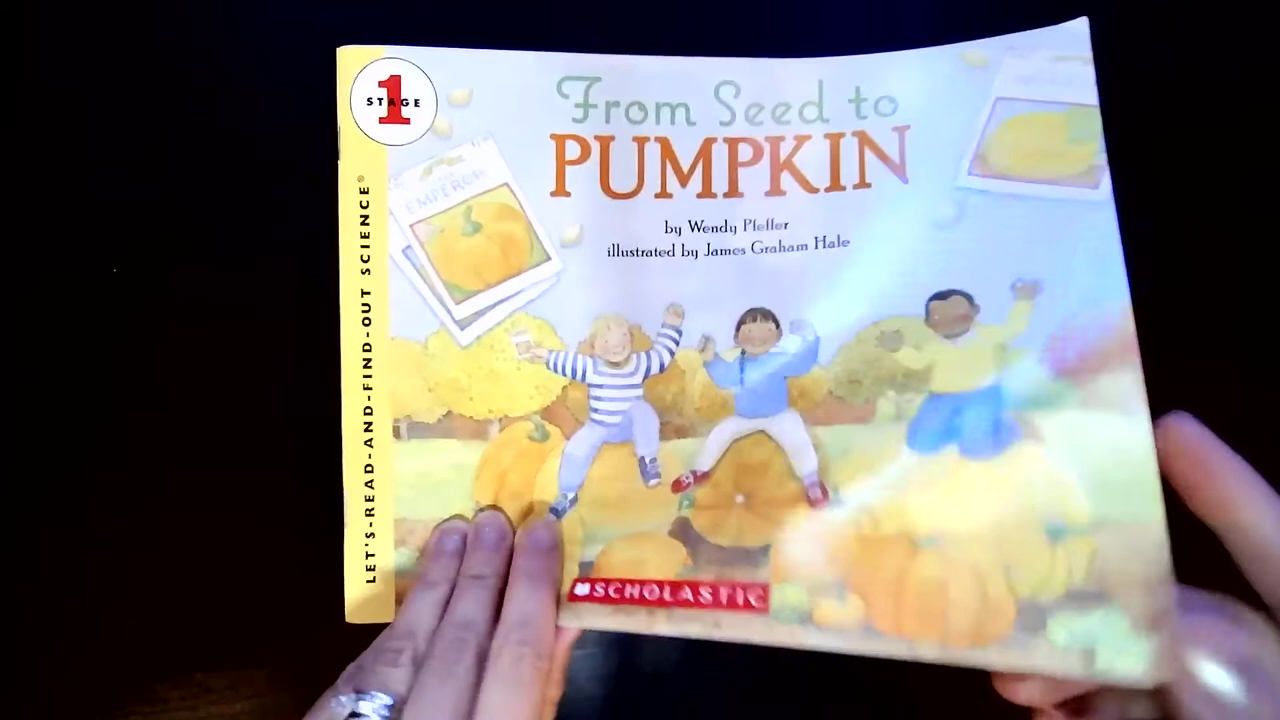 STAGE 1
From Seed to
PUMPKIN
by Wendy Pfeffer
illustrated by James Graham Hale
EMPEROR
LET'S-READ-AND-FIND-OUT SCIENCE®
SCHOLASTIC